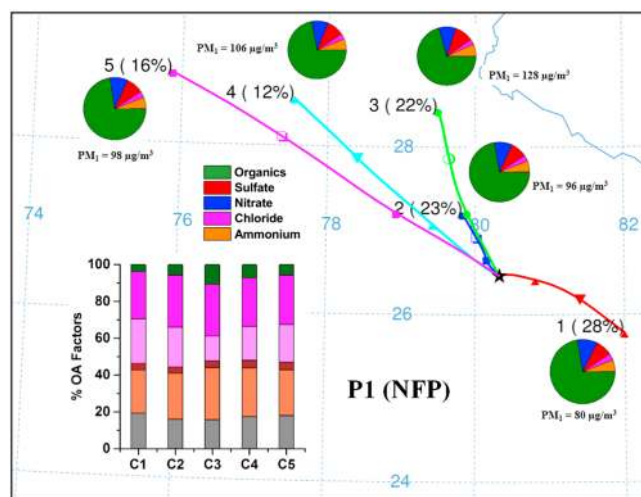 PM₁ = 106 µg/m³
5 ( 16%)
4 ( 12%)
PM₁ = 128 µg/m³
3 ( 22%)
PM₁ = 98 µg/m³
28
Organics
Sulfate
Nitrate
Chloride
Ammonium
PM₁ = 96 µg/m³
74
76
78
2 ( 23%)
80
82
100
80
60
40
20
0
% OA Factors
C1
C2
C3
C4
C5
26
1 ( 28%)
P1 (NFP)
PM₁ = 80 µg/m³
24